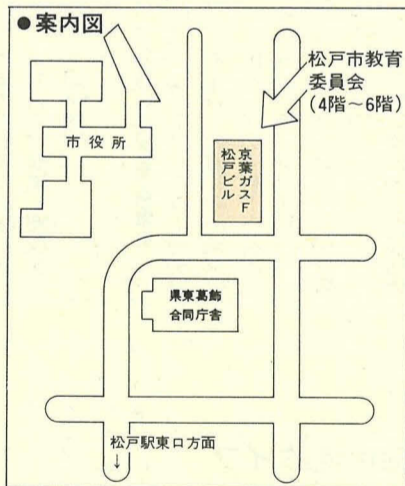 ●案内図
松戸市教育
委員会
(4階～6階)
市役所
京葉ガスF
松戸ビル
県東葛飾
合同庁舎
松戸駅東口方面
↓